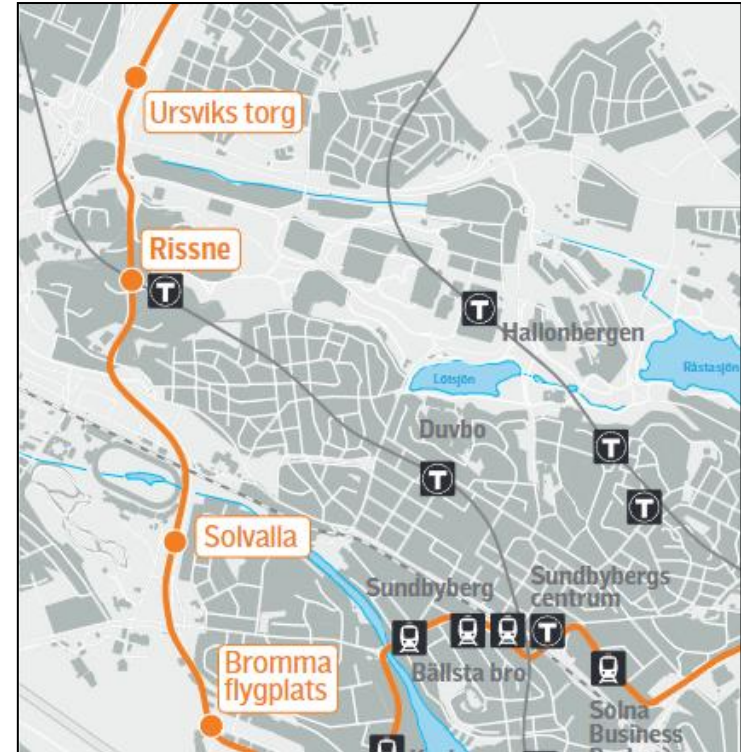 Ursviks torg
Rissne
T
T
Hallonbergen
Råstasjön
Lötsjön
Duvbo
T
T
T
Solvalla
Sundbyberg
Sundbybergs
centrum
T
Bällsta bro
Bromma
flygplats
Solna
Business